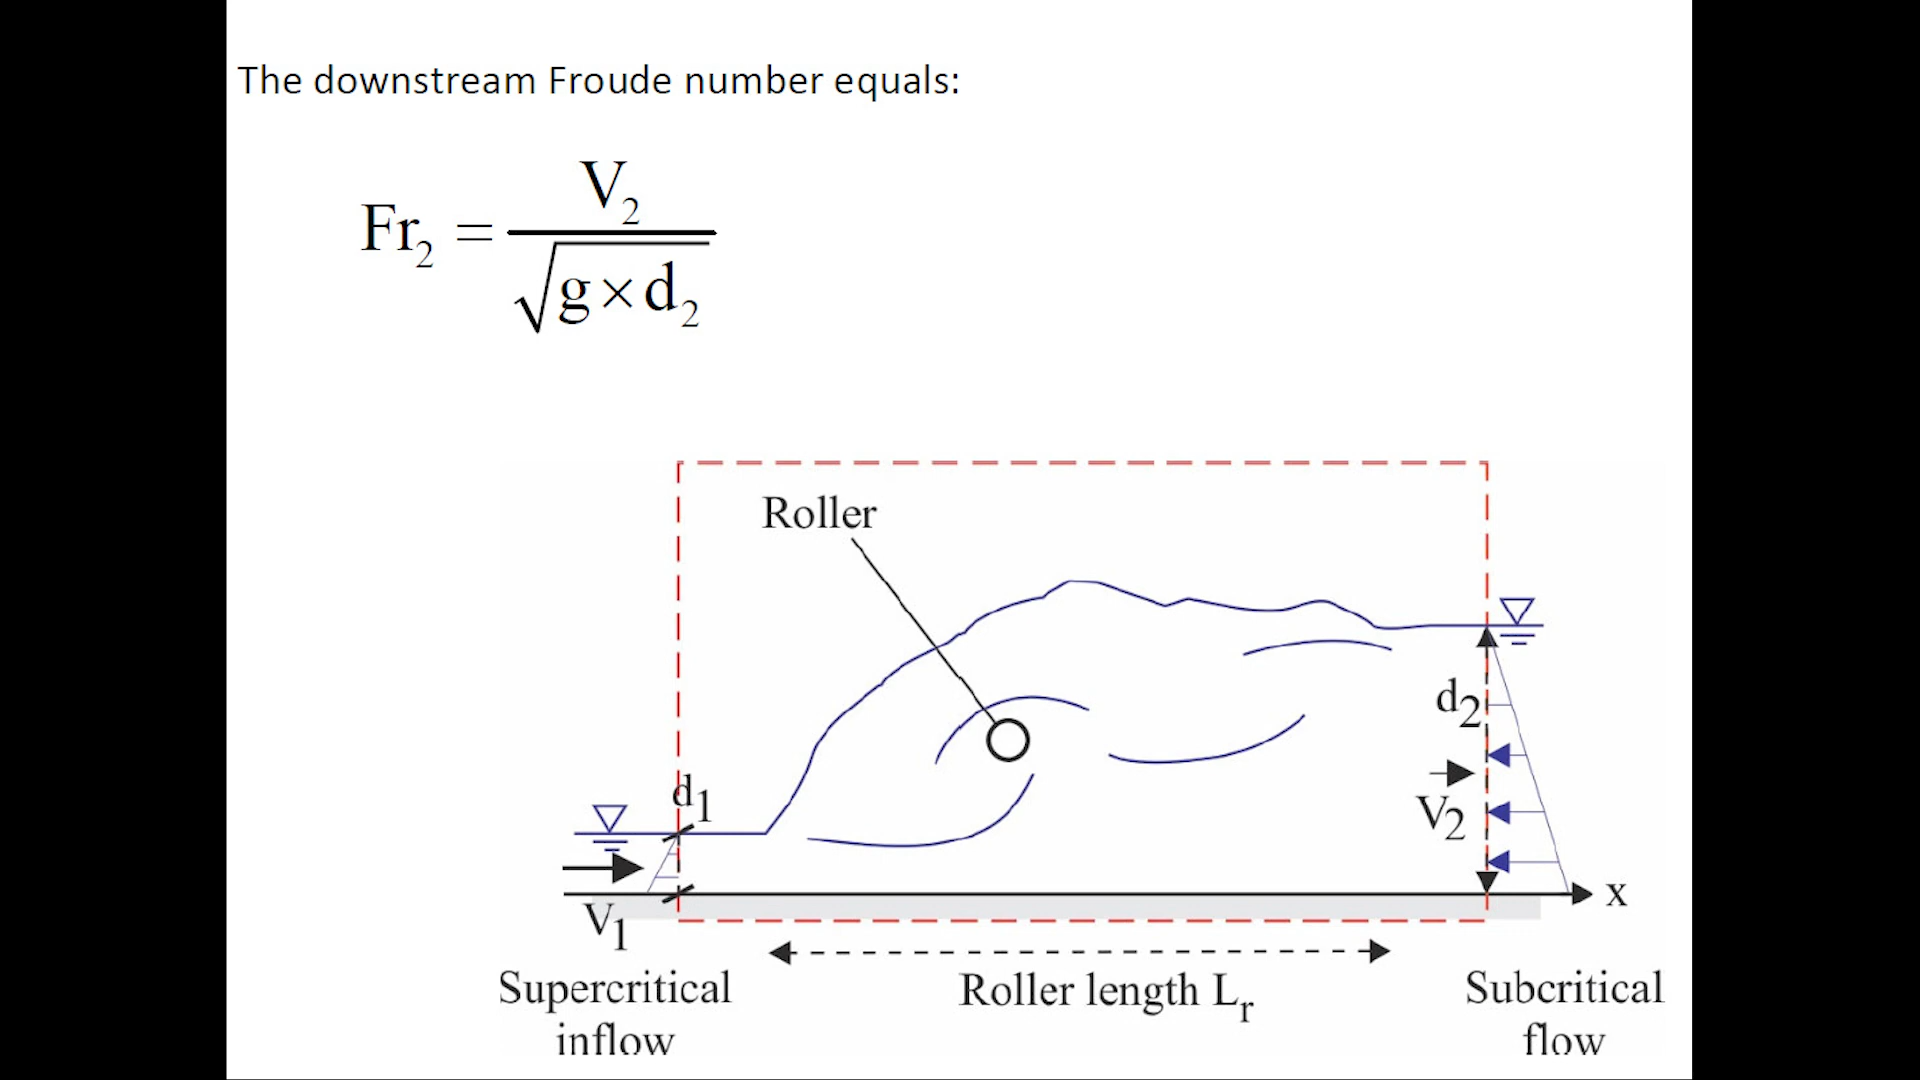 The downstream Froude number equals:
Fr₂ = V₂ / √(g × d₂)
Roller
d₂
d₁
V₂
x
V₁
Supercritical inflow
Roller length Lᵣ
Subcritical flow